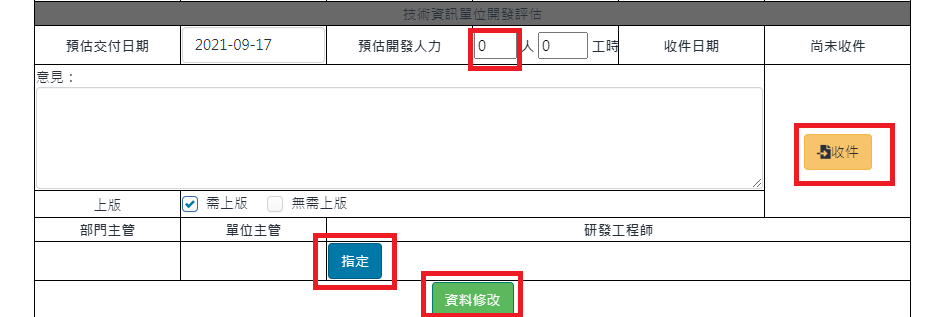 技術資訊單位開發評估
預估交付日期 2021-09-17 預估開發人力 0 人 0 工時 收件日期 尚未收件
意見：
收件
上版 需上版 無需上版
部門主管 單位主管 研發工程師
指定
資料修改